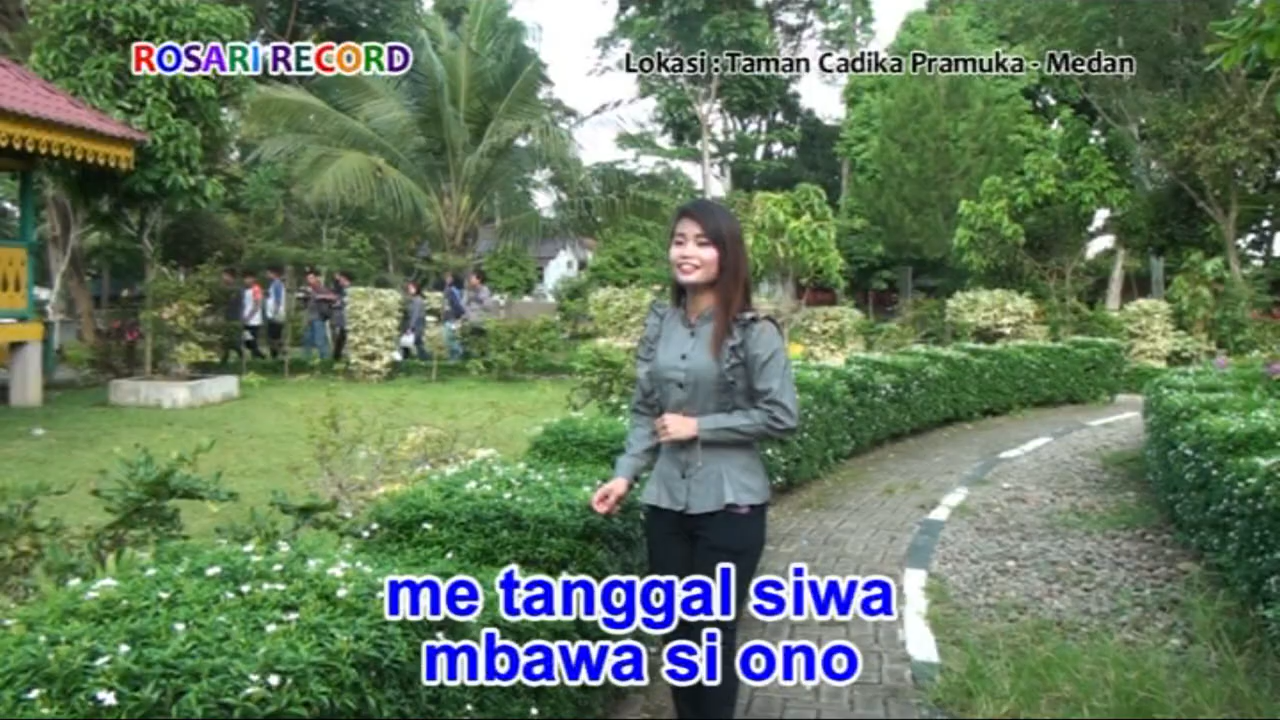 ROSARI RECORD
Lokasi : Taman Cadika Pramuka - Medan
me tanggal siwa
mbawa si ono